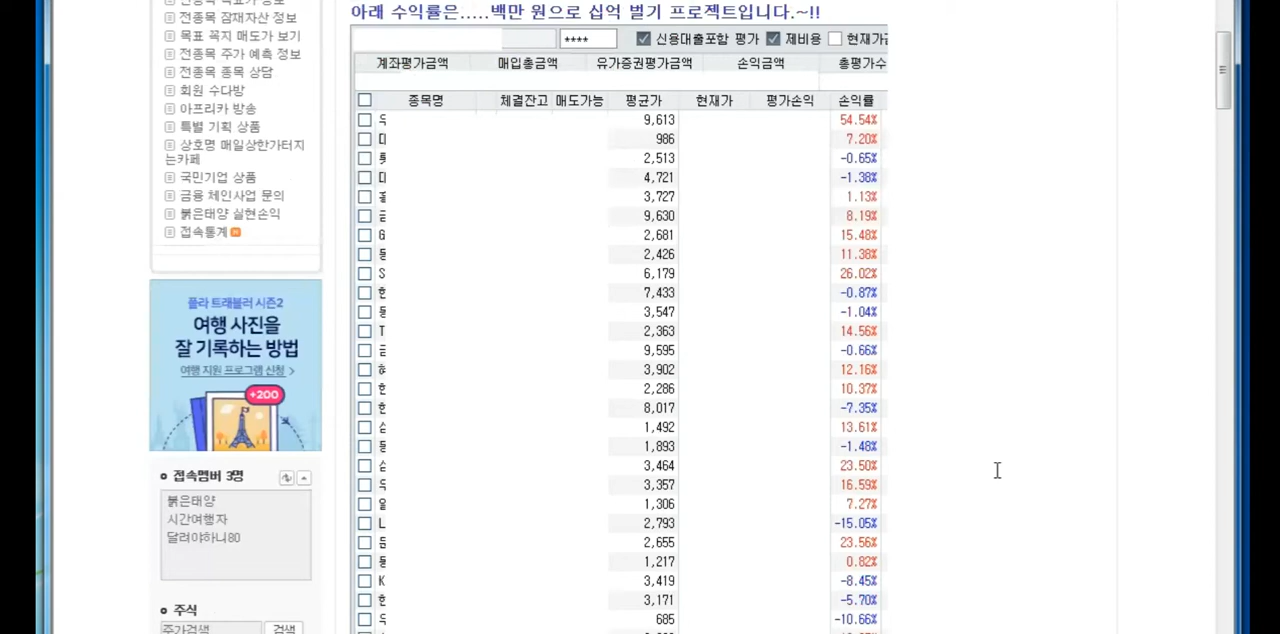 전종목 잠재자산 정보
목표 꼭지 매도가 보기
전종목 주가 예측 정보
전종목 종목 상담
회원 수다방
아프리카 방송
특별 기획 상품
상호명 매일상한가터지
는카페
국민기업 상품
금융 체인사업 문의
붉은태양 실현손익
접속통계
플라 트래블러 시즌2
여행 사진을
잘 기록하는 방법
여행 지원 프로그램 신청 >
+200
접속멤버 3명
붉은태양
시간여행자
달려야하니80
주식
주가검색 검색
아래 수익률은.....백만 원으로 십억 벌기 프로젝트입니다.~!!
**** 신용대출포함 평가 제비용
계좌평가금액 매입총금액 유가증권평가금액 손익금액 총평가수
종목명 체결잔고 매도가능 평균가 현재가 평가손익 손익률
9,613 54.54%
986 7.20%
2,513 -0.65%
4,721 -1.38%
3,727 1.13%
9,630 8.19%
2,681 15.48%
2,426 11.38%
S 6,179 26.02%
7,433 -0.87%
3,547 -1.04%
T 2,363 14.56%
9,595 -0.66%
3,902 12.16%
2,286 10.37%
8,017 -7.35%
1,492 13.61%
1,893 -1.48%
3,464 23.50%
3,357 16.59%
1,306 7.27%
L 2,793 -15.05%
2,655 23.56%
1,217 0.82%
K 3,419 -8.45%
3,171 -5.70%
685 -10.66%